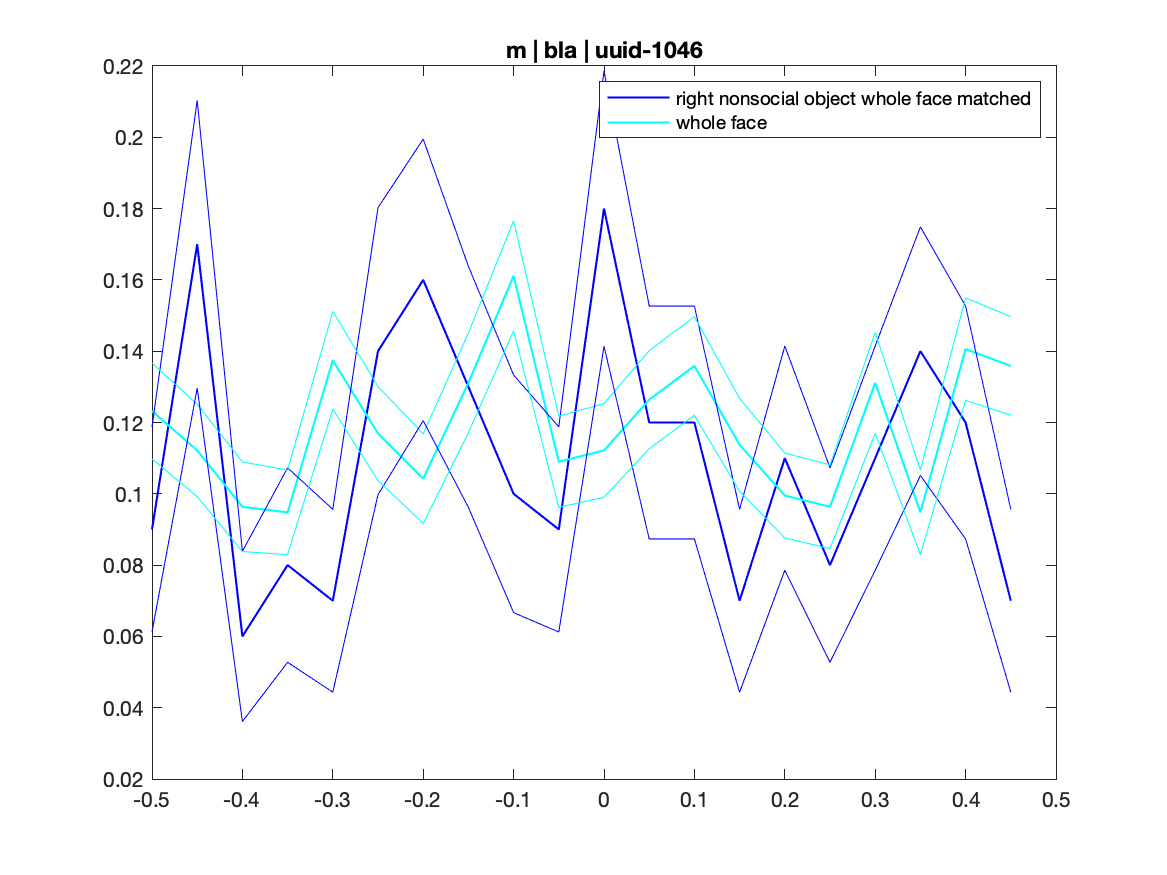 m | bla | uuid-1046
right nonsocial object whole face matched
whole face
0.22
0.2
0.18
0.16
0.14
0.12
0.1
0.08
0.06
0.04
0.02
-0.5 -0.4 -0.3 -0.2 -0.1 0 0.1 0.2 0.3 0.4 0.5